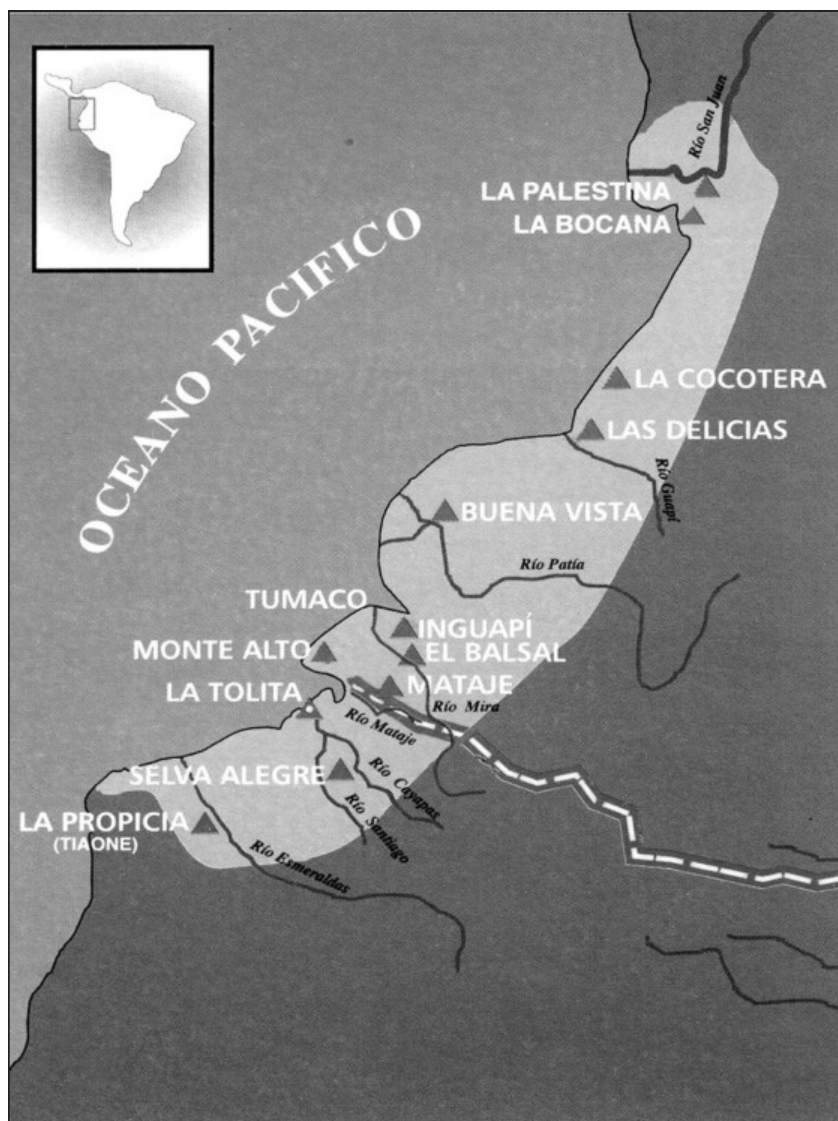 Río San Juan
LA PALESTINA
LA BOCANA
OCEANO PACIFICO
LA COCOTERA
LAS DELICIAS
Río Guapí
BUENA VISTA
Río Patía
TUMACO
INGUAPÍ
MONTE ALTO
EL BALSAL
LA TOLITA
MATAJE
Río Mira
Río Mataje
SELVA ALEGRE
Río Cayapas
LA PROPICIA
(TIAONE)
Río Santiago
Río Esmeraldas